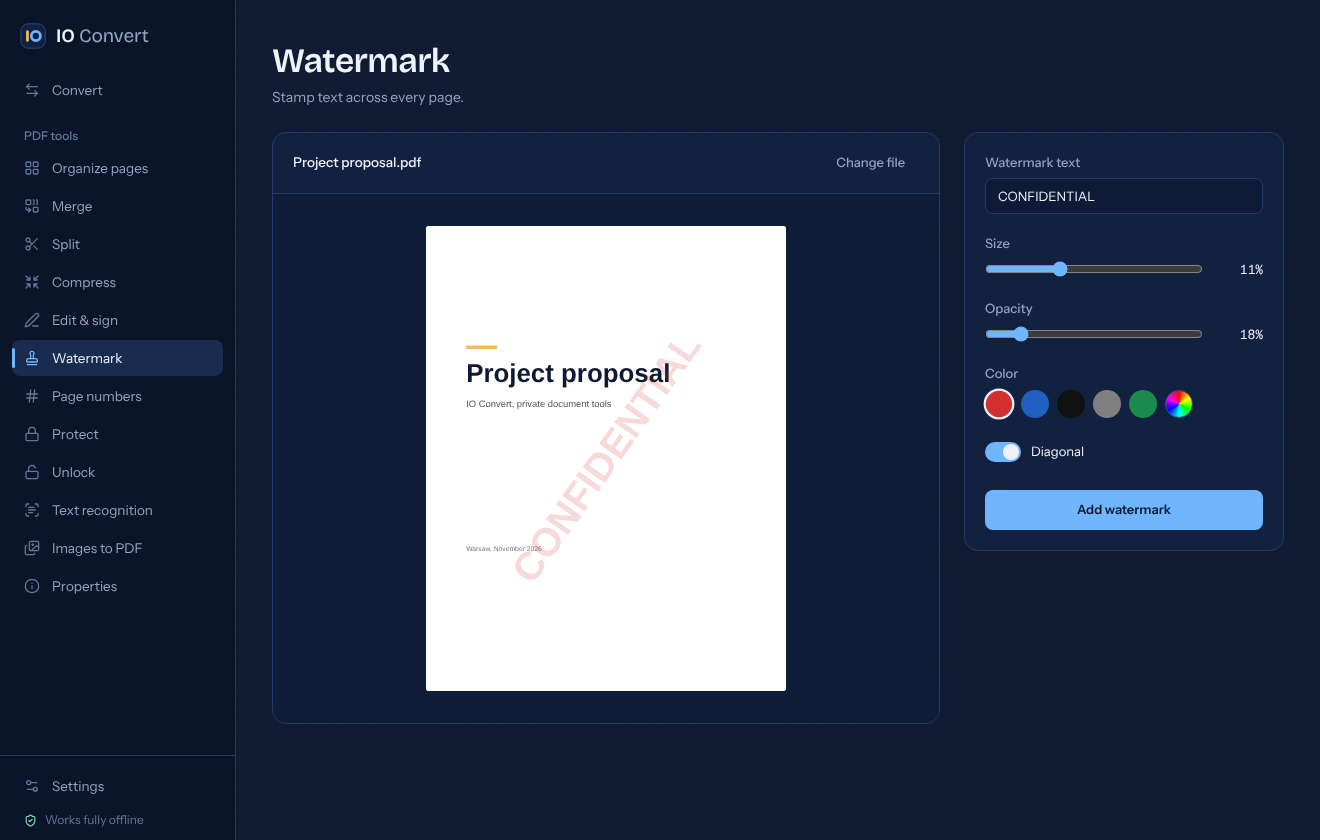 IO Convert
Convert
PDF tools
Organize pages
Merge
Split
Compress
Edit & sign
Watermark
Page numbers
Protect
Unlock
Text recognition
Images to PDF
Properties
Settings
Works fully offline
Watermark
Stamp text across every page.
Project proposal.pdf
Change file
Project proposal
IO Convert, private document tools
CONFIDENTIAL
Warsaw, November 2026
Watermark text
CONFIDENTIAL
Size
11%
Opacity
18%
Color
Diagonal
Add watermark